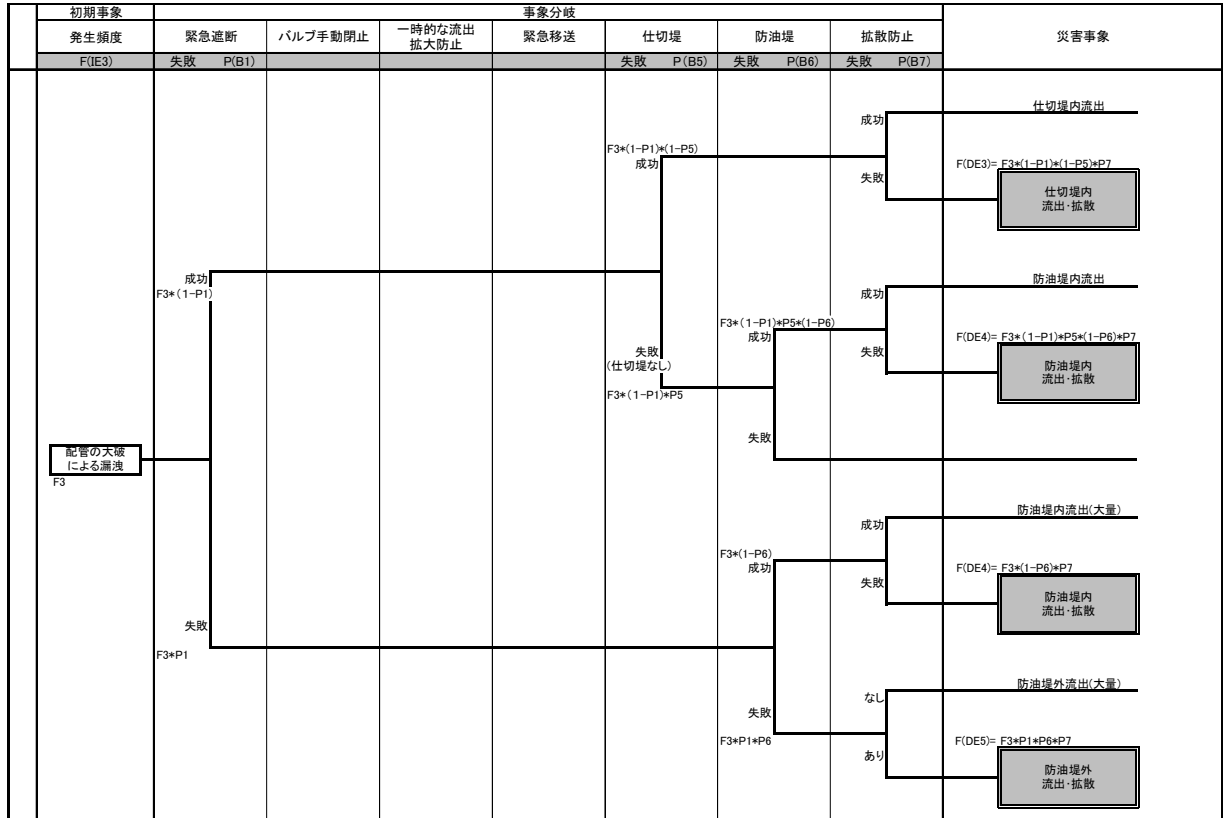 初期事象
事象分岐
発生頻度
緊急遮断
バルブ手動閉止
一時的な流出
拡大防止
緊急移送
仕切堤
防油堤
拡散防止
災害事象
F(IE3)
失敗 P(B1)
失敗 P(B5)
失敗 P(B6)
失敗 P(B7)
仕切堤内流出
成功
F3*(1-P1)*(1-P5)
成功
F(DE3)= F3*(1-P1)*(1-P5)*P7
失敗
仕切堤内
流出・拡散
成功
F3*(1-P1)
防油堤内流出
成功
F3*(1-P1)*P5*(1-P6)
成功
F(DE4)= F3*(1-P1)*P5*(1-P6)*P7
失敗
(仕切堤なし)
失敗
防油堤内
流出・拡散
F3*(1-P1)*P5
失敗
配管の大破
による漏洩
F3
防油堤内流出(大量)
成功
F3*(1-P6)
成功
F(DE4)= F3*(1-P6)*P7
失敗
防油堤内
流出・拡散
失敗
F3*P1
防油堤外流出(大量)
なし
失敗
F3*P1*P6
F(DE5)= F3*P1*P6*P7
あり
防油堤外
流出・拡散